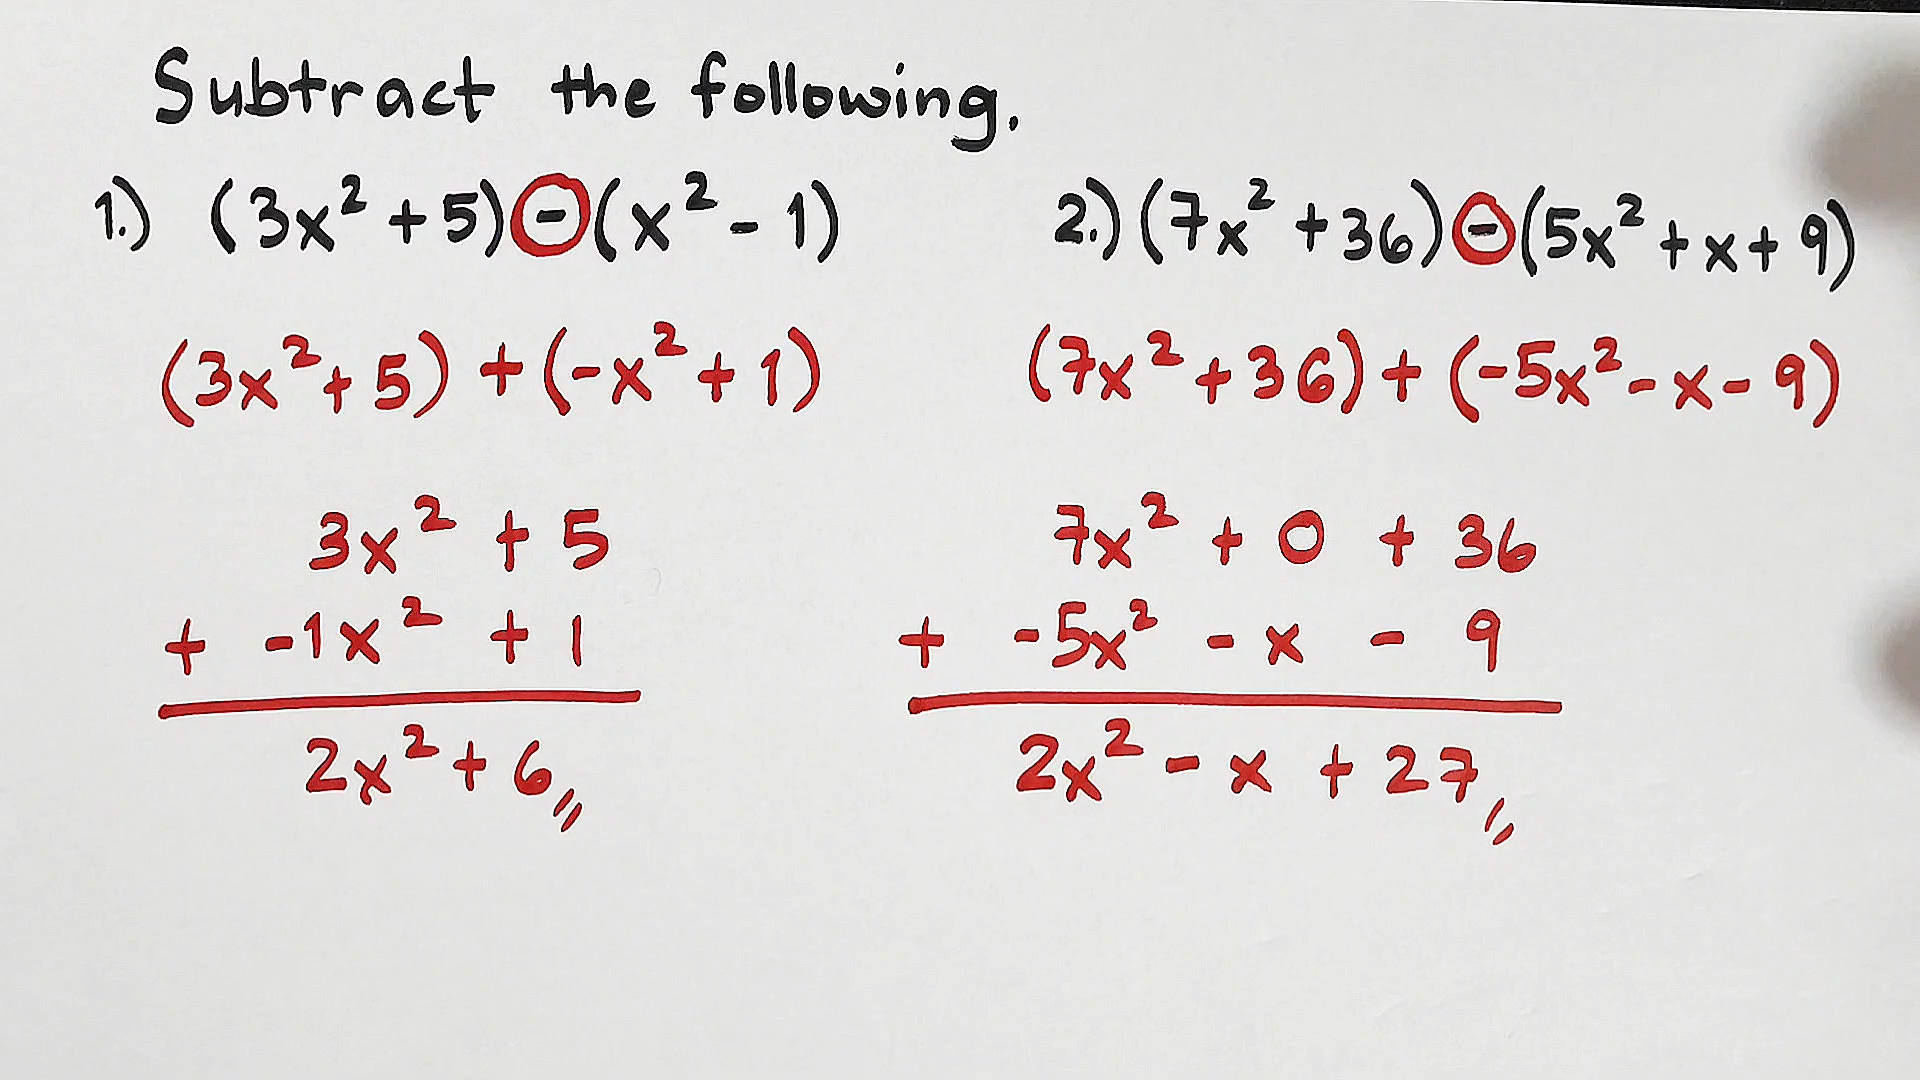 Subtract the following.
1.) (3x² + 5) - (x² - 1)
(3x² + 5) + (-x² + 1)
3x² + 5
+ -1x² + 1
2x² + 6
2.) (7x² + 36) - (5x² + x + 9)
(7x² + 36) + (-5x² - x - 9)
7x² + 0 + 36
+ -5x² - x - 9
2x² - x + 27